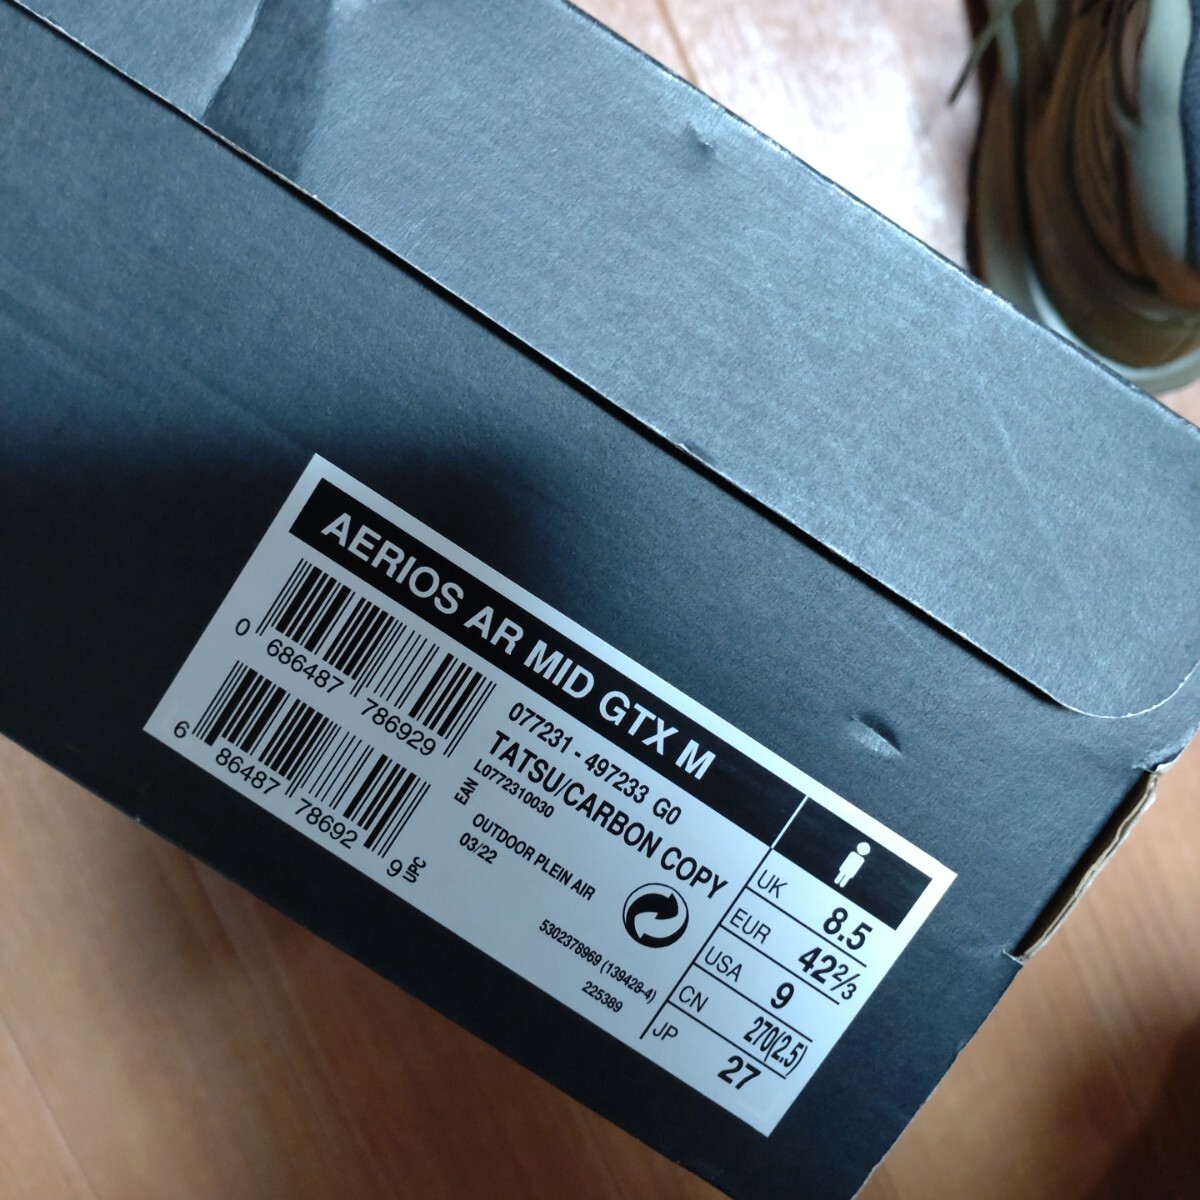 AERIOS AR MID GTX M
0 686487 786929
EAN
6 86487 78692 9
UPC
077231 - 497233 G0
TATSU/CARBON COPY
L0772310030
OUTDOOR PLEIN AIR
03/22
5302378969 (139428-4)
225389
UK 8.5
EUR 42 2/3
USA 9
CN 270(2.5)
JP 27